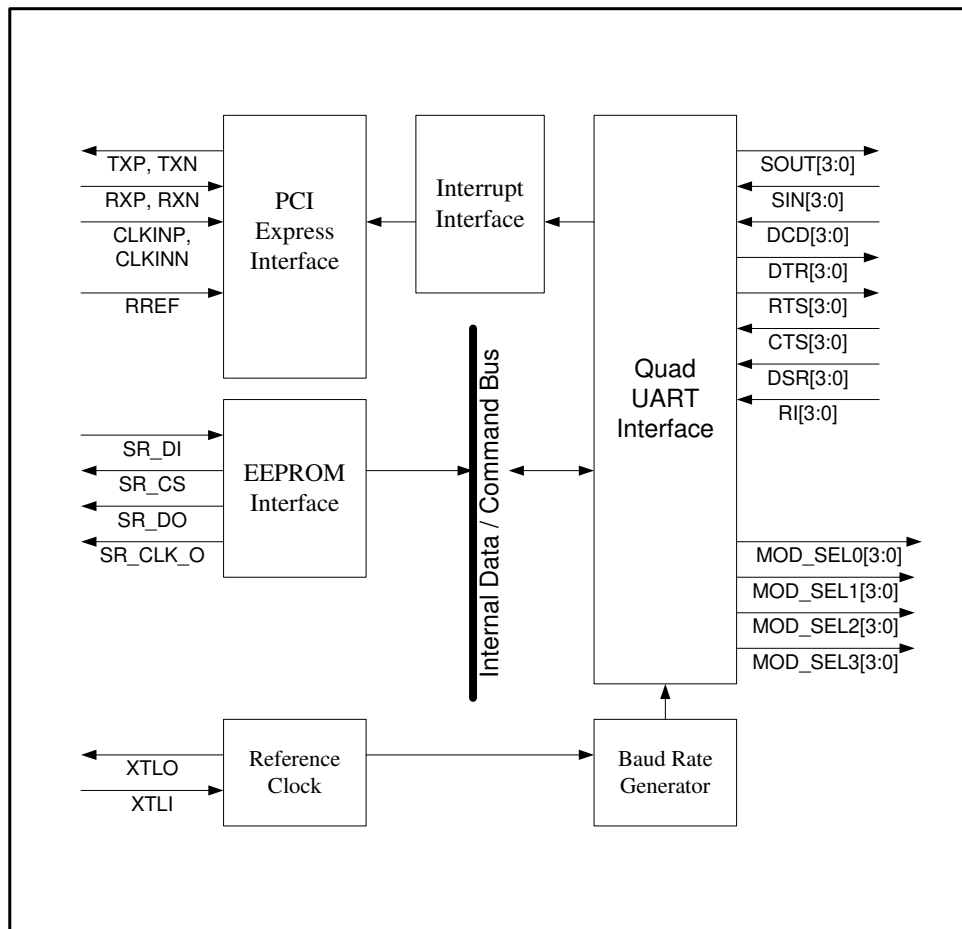 TXP, TXN
RXP, RXN
CLKINP,
CLKINN
RREF
PCI
Express
Interface
Interrupt
Interface
Quad
UART
Interface
SOUT[3:0]
SIN[3:0]
DCD[3:0]
DTR[3:0]
RTS[3:0]
CTS[3:0]
DSR[3:0]
RI[3:0]
SR_DI
SR_CS
SR_DO
SR_CLK_O
EEPROM
Interface
Internal Data / Command Bus
MOD_SEL0[3:0]
MOD_SEL1[3:0]
MOD_SEL2[3:0]
MOD_SEL3[3:0]
XTLO
XTLI
Reference
Clock
Baud Rate
Generator